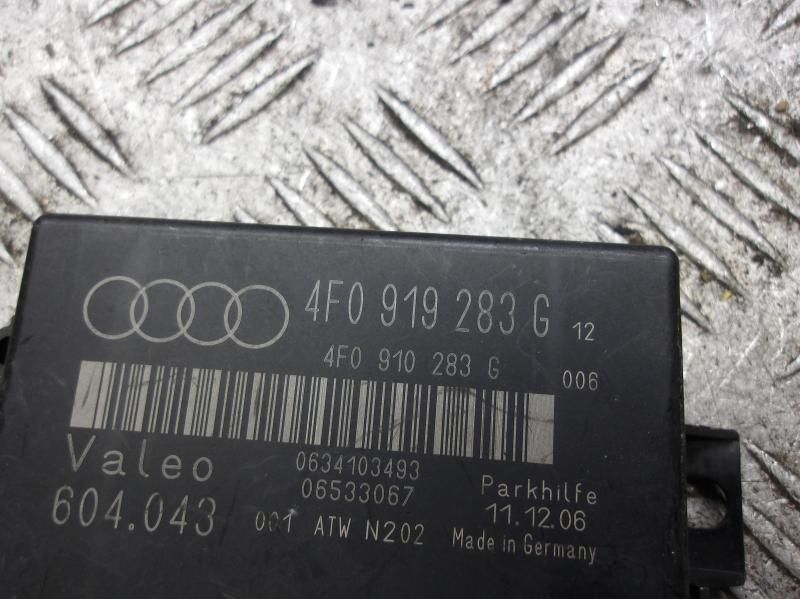 4F0 919 283 G 12
4F0 910 283 G 006
Valeo 0634103493
06533067 Parkhilfe
604.043 001 ATW N202 11.12.06
Made in Germany